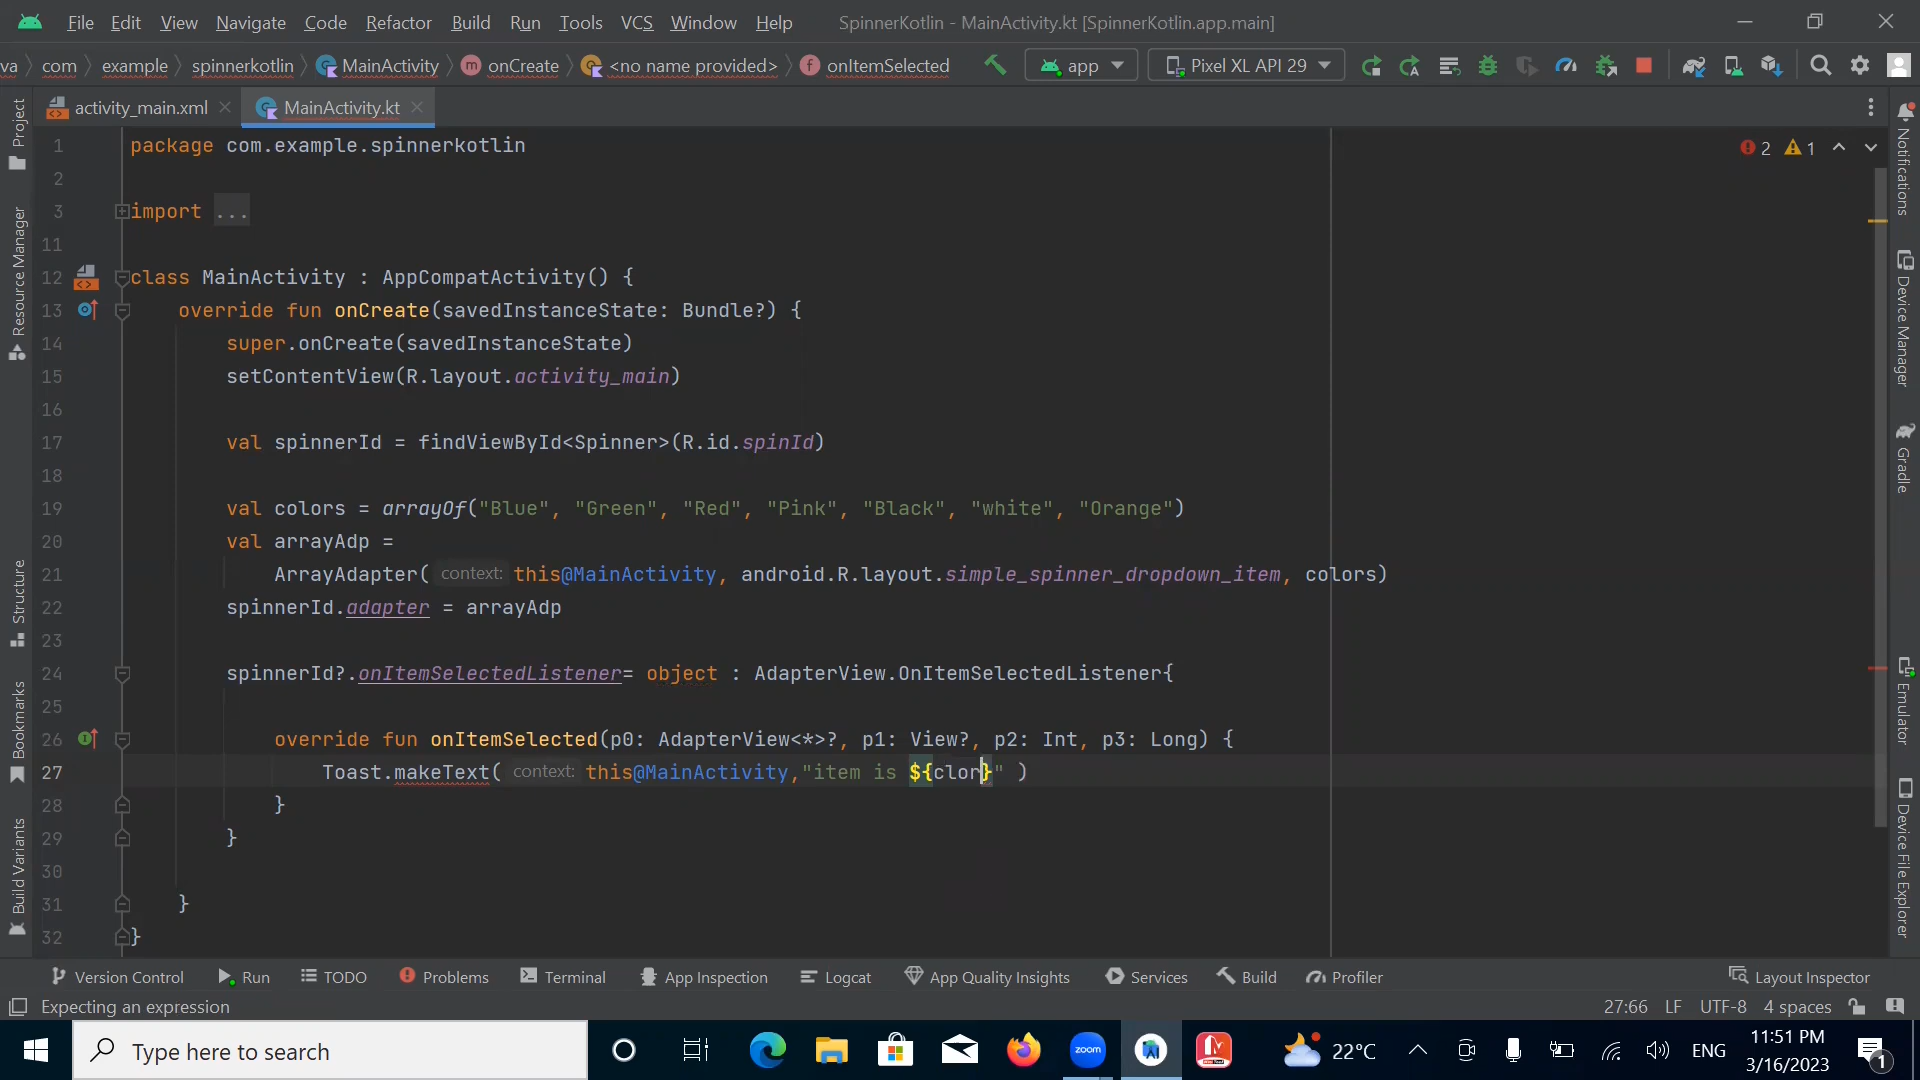 File Edit View Navigate Code Refactor Build Run Tools VCS Window Help SpinnerKotlin - MainActivity.kt [SpinnerKotlin.app.main]
va com example spinnerkotlin MainActivity onCreate <no name provided> onItemSelected app Pixel XL API 29
activity_main.xml MainActivity.kt
1 package com.example.spinnerkotlin
2
3 import ...
11
12 class MainActivity : AppCompatActivity() {
13 override fun onCreate(savedInstanceState: Bundle?) {
14 super.onCreate(savedInstanceState)
15 setContentView(R.layout.activity_main)
16
17 val spinnerId = findViewById<Spinner>(R.id.spinId)
18
19 val colors = arrayOf("Blue", "Green", "Red", "Pink", "Black", "white", "Orange")
20 val arrayAdp =
21 ArrayAdapter( context: this@MainActivity, android.R.layout.simple_spinner_dropdown_item, colors)
22 spinnerId.adapter = arrayAdp
23
24 spinnerId?.onItemSelectedListener= object : AdapterView.OnItemSelectedListener{
25
26 override fun onItemSelected(p0: AdapterView<*>?, p1: View?, p2: Int, p3: Long) {
27 Toast.makeText( context: this@MainActivity,"item is ${clor}" )
28 }
29 }
30
31 }
32 }
2 1
Project
Resource Manager
Structure
Bookmarks
Build Variants
Notifications
Device Manager
Gradle
Emulator
Device File Explorer
Version Control Run TODO Problems Terminal App Inspection Logcat App Quality Insights Services Build Profiler Layout Inspector
Expecting an expression 27:66 LF UTF-8 4 spaces
Type here to search zoom 22°C ENG 11:51 PM
3/16/2023 1